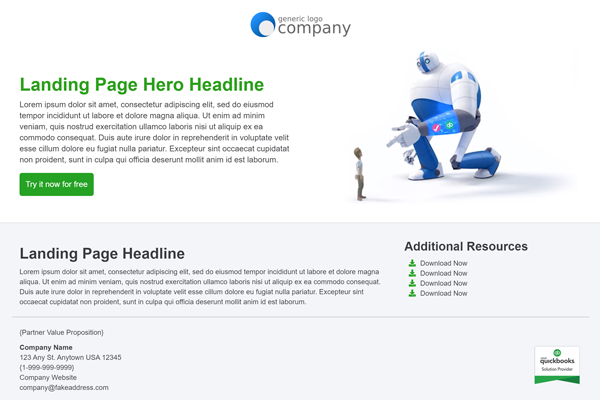 generic logo
company
Landing Page Hero Headline
Lorem ipsum dolor sit amet, consectetur adipiscing elit, sed do eiusmod
tempor incididunt ut labore et dolore magna aliqua. Ut enim ad minim
veniam, quis nostrud exercitation ullamco laboris nisi ut aliquip ex ea
commodo consequat. Duis aute irure dolor in reprehenderit in voluptate velit
esse cillum dolore eu fugiat nulla pariatur. Excepteur sint occaecat cupidatat
non proident, sunt in culpa qui officia deserunt mollit anim id est laborum.
Try it now for free
Landing Page Headline
Lorem ipsum dolor sit amet, consectetur adipiscing elit, sed do eiusmod tempor incididunt ut labore et dolore magna
aliqua. Ut enim ad minim veniam, quis nostrud exercitation ullamco laboris nisi ut aliquip ex ea commodo consequat.
Duis aute irure dolor in reprehenderit in voluptate velit esse cillum dolore eu fugiat nulla pariatur. Excepteur sint
occaecat cupidatat non proident, sunt in culpa qui officia deserunt mollit anim id est laborum.
Additional Resources
Download Now
Download Now
Download Now
Download Now
{Partner Value Proposition}
Company Name
123 Any St. Anytown USA 12345
{1-999-999-9999}
Company Website
company@fakeaddress.com
quickbooks.
Solution Provider